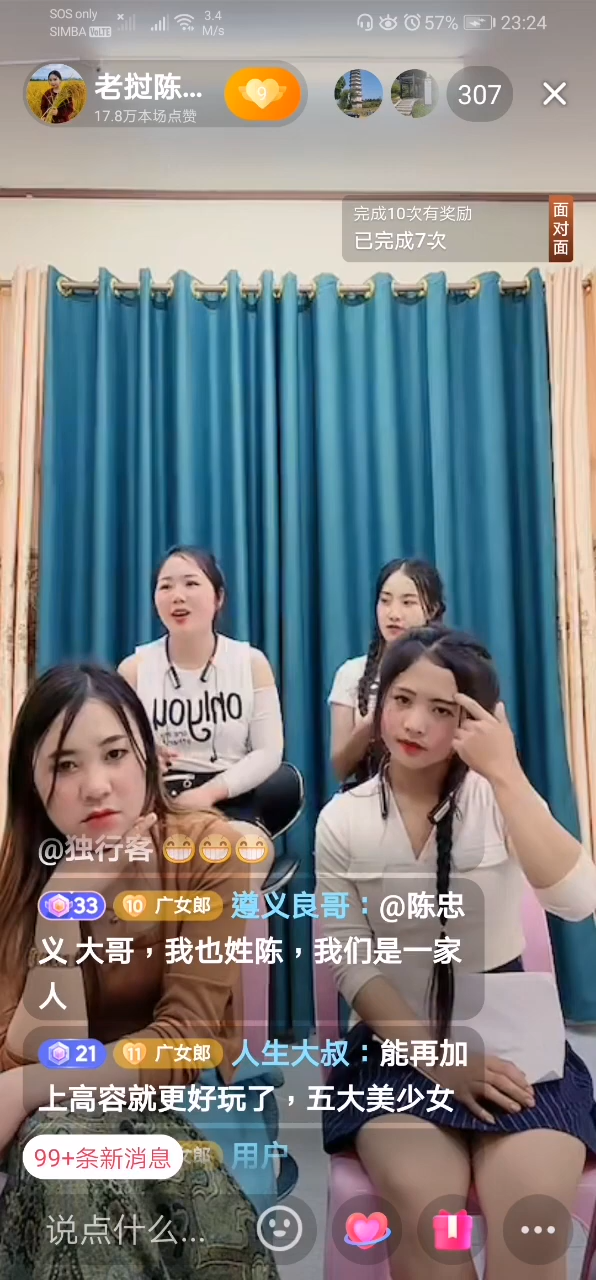 SOS only
SIMBA VoLTE
3.4
M/s
57%
23:24
老挝陈...
17.8万本场点赞
9
307
完成10次有奖励
已完成7次
面对面
onlyou
@独行客 😁😁😁
33 10 广女郎 遵义良哥：@陈忠
义 大哥，我也姓陈，我们是一家
人
21 11 广女郎 人生大叔：能再加
上高容就更好玩了，五大美少女
郎 用户
99+条新消息
说点什么...